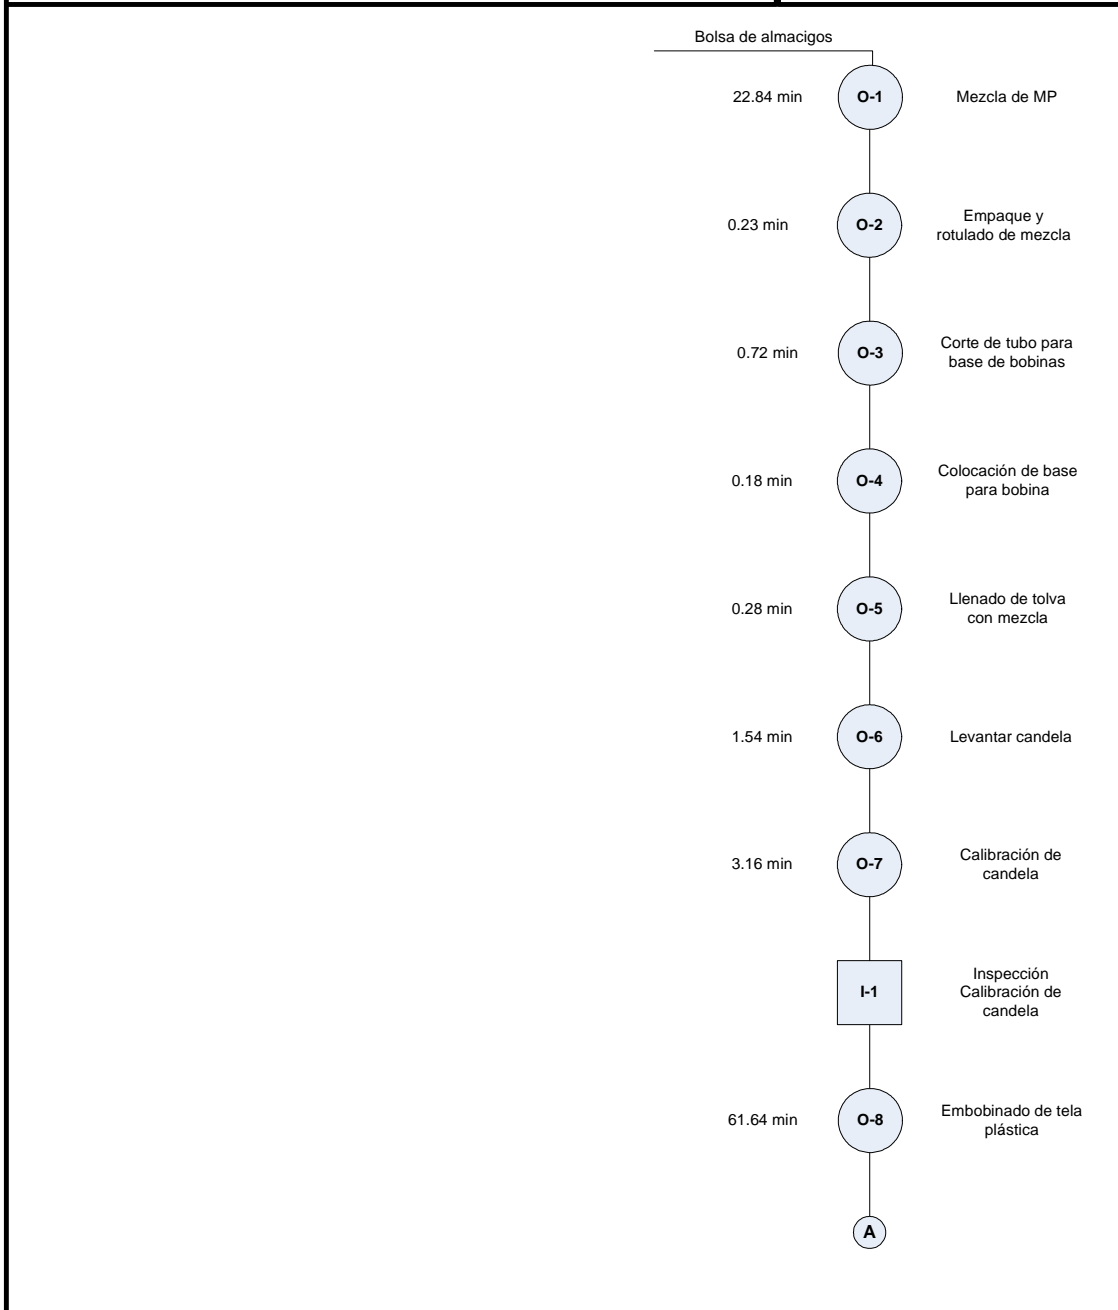 Bolsa de almacigos
22.84 min
O-1
Mezcla de MP
0.23 min
O-2
Empaque y
rotulado de mezcla
0.72 min
O-3
Corte de tubo para
base de bobinas
0.18 min
O-4
Colocación de base
para bobina
0.28 min
O-5
Llenado de tolva
con mezcla
1.54 min
O-6
Levantar candela
3.16 min
O-7
Calibración de
candela
I-1
Inspección
Calibración de
candela
61.64 min
O-8
Embobinado de tela
plástica
A